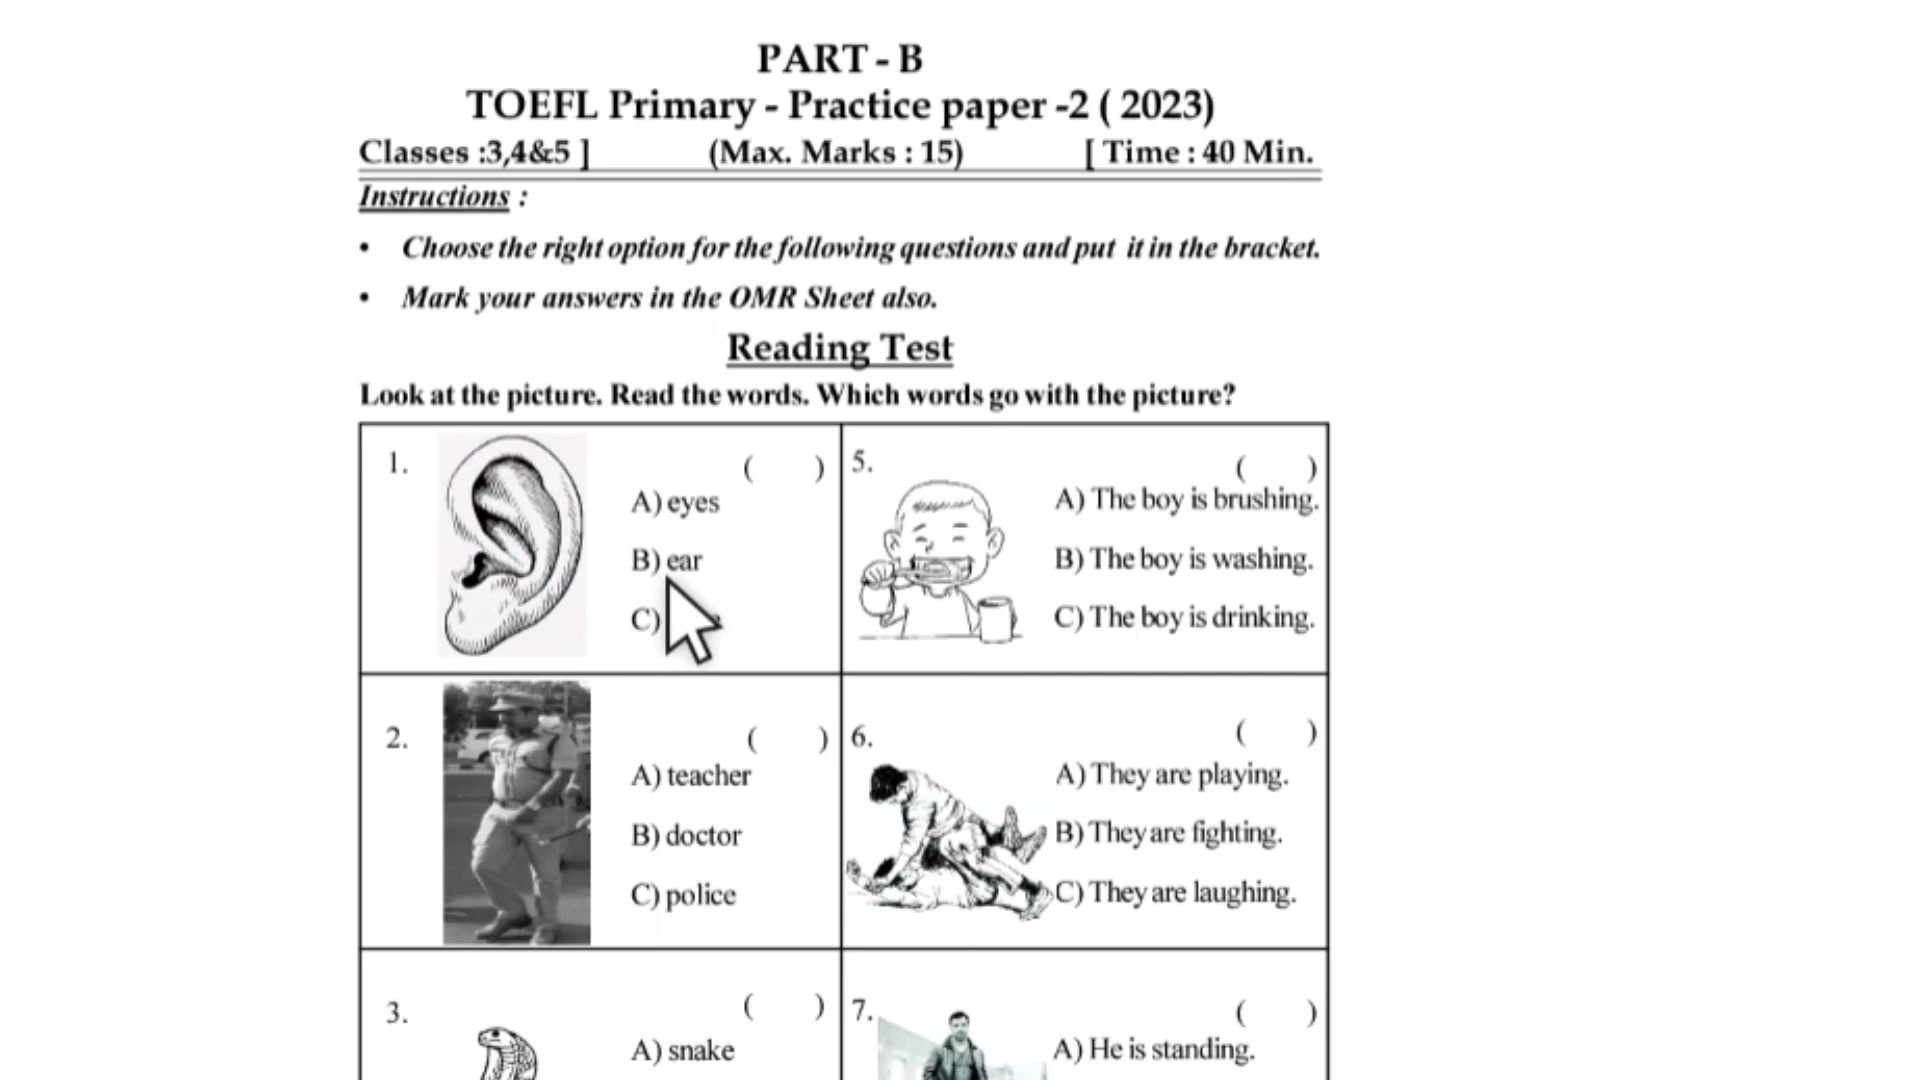 PART - B
TOEFL Primary - Practice paper -2 ( 2023)
Classes :3,4&5 ] (Max. Marks : 15) [ Time : 40 Min.
Instructions :
• Choose the right option for the following questions and put it in the bracket.
• Mark your answers in the OMR Sheet also.
Reading Test
Look at the picture. Read the words. Which words go with the picture?
1. ( )
A) eyes
B) ear
C)
2. ( )
A) teacher
B) doctor
C) police
3. ( )
A) snake
5. ( )
A) The boy is brushing.
B) The boy is washing.
C) The boy is drinking.
6. ( )
A) They are playing.
B) They are fighting.
C) They are laughing.
7. ( )
A) He is standing.